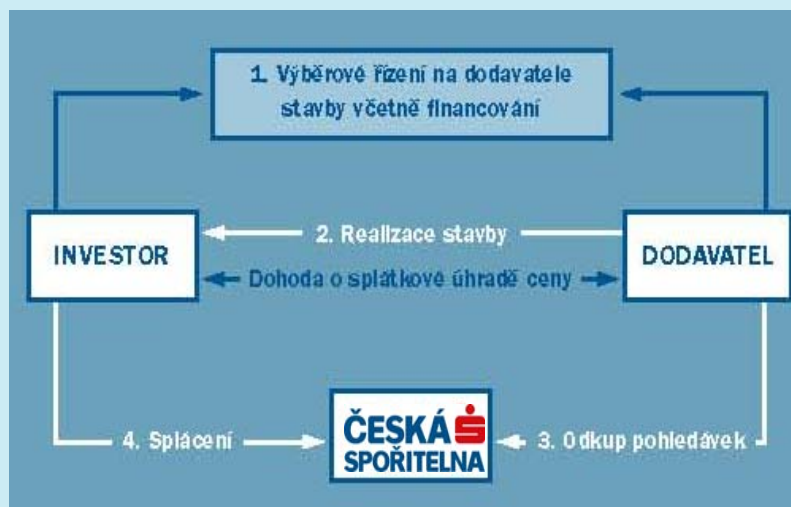 1. Výběrové řízení na dodavatele
stavby včetně financování
INVESTOR
2. Realizace stavby
DODAVATEL
Dohoda o splátkové úhradě ceny
4. Splácení
ČESKÁ
SPOŘITELNA
3. Odkup pohledávek